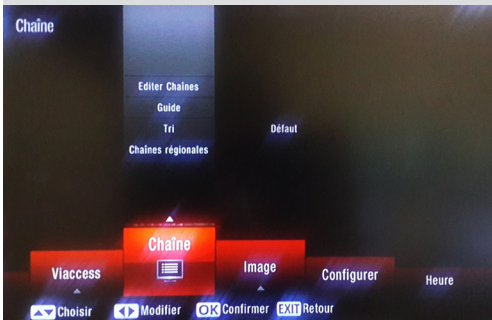 Chaîne
Editer Chaînes
Guide
Tri Défaut
Chaînes régionales
Viaccess Chaîne Image Configurer Heure
Choisir Modifier OK Confirmer EXIT Retour